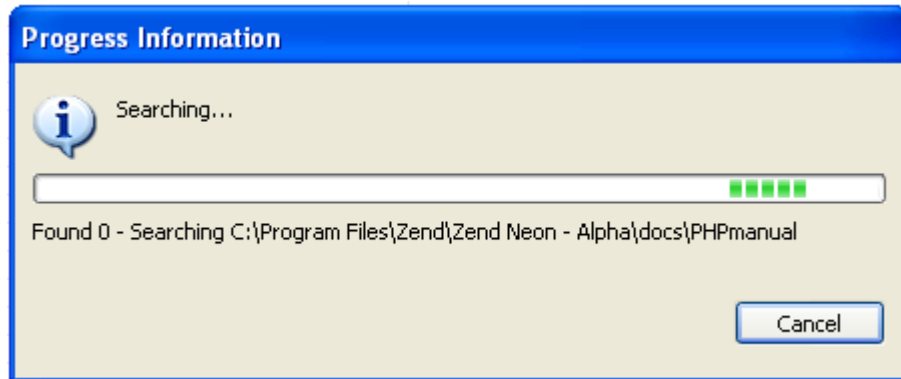 Progress Information
Searching...
Found 0 - Searching C:\Program Files\Zend\Zend Neon - Alpha\docs\PHPmanual
Cancel